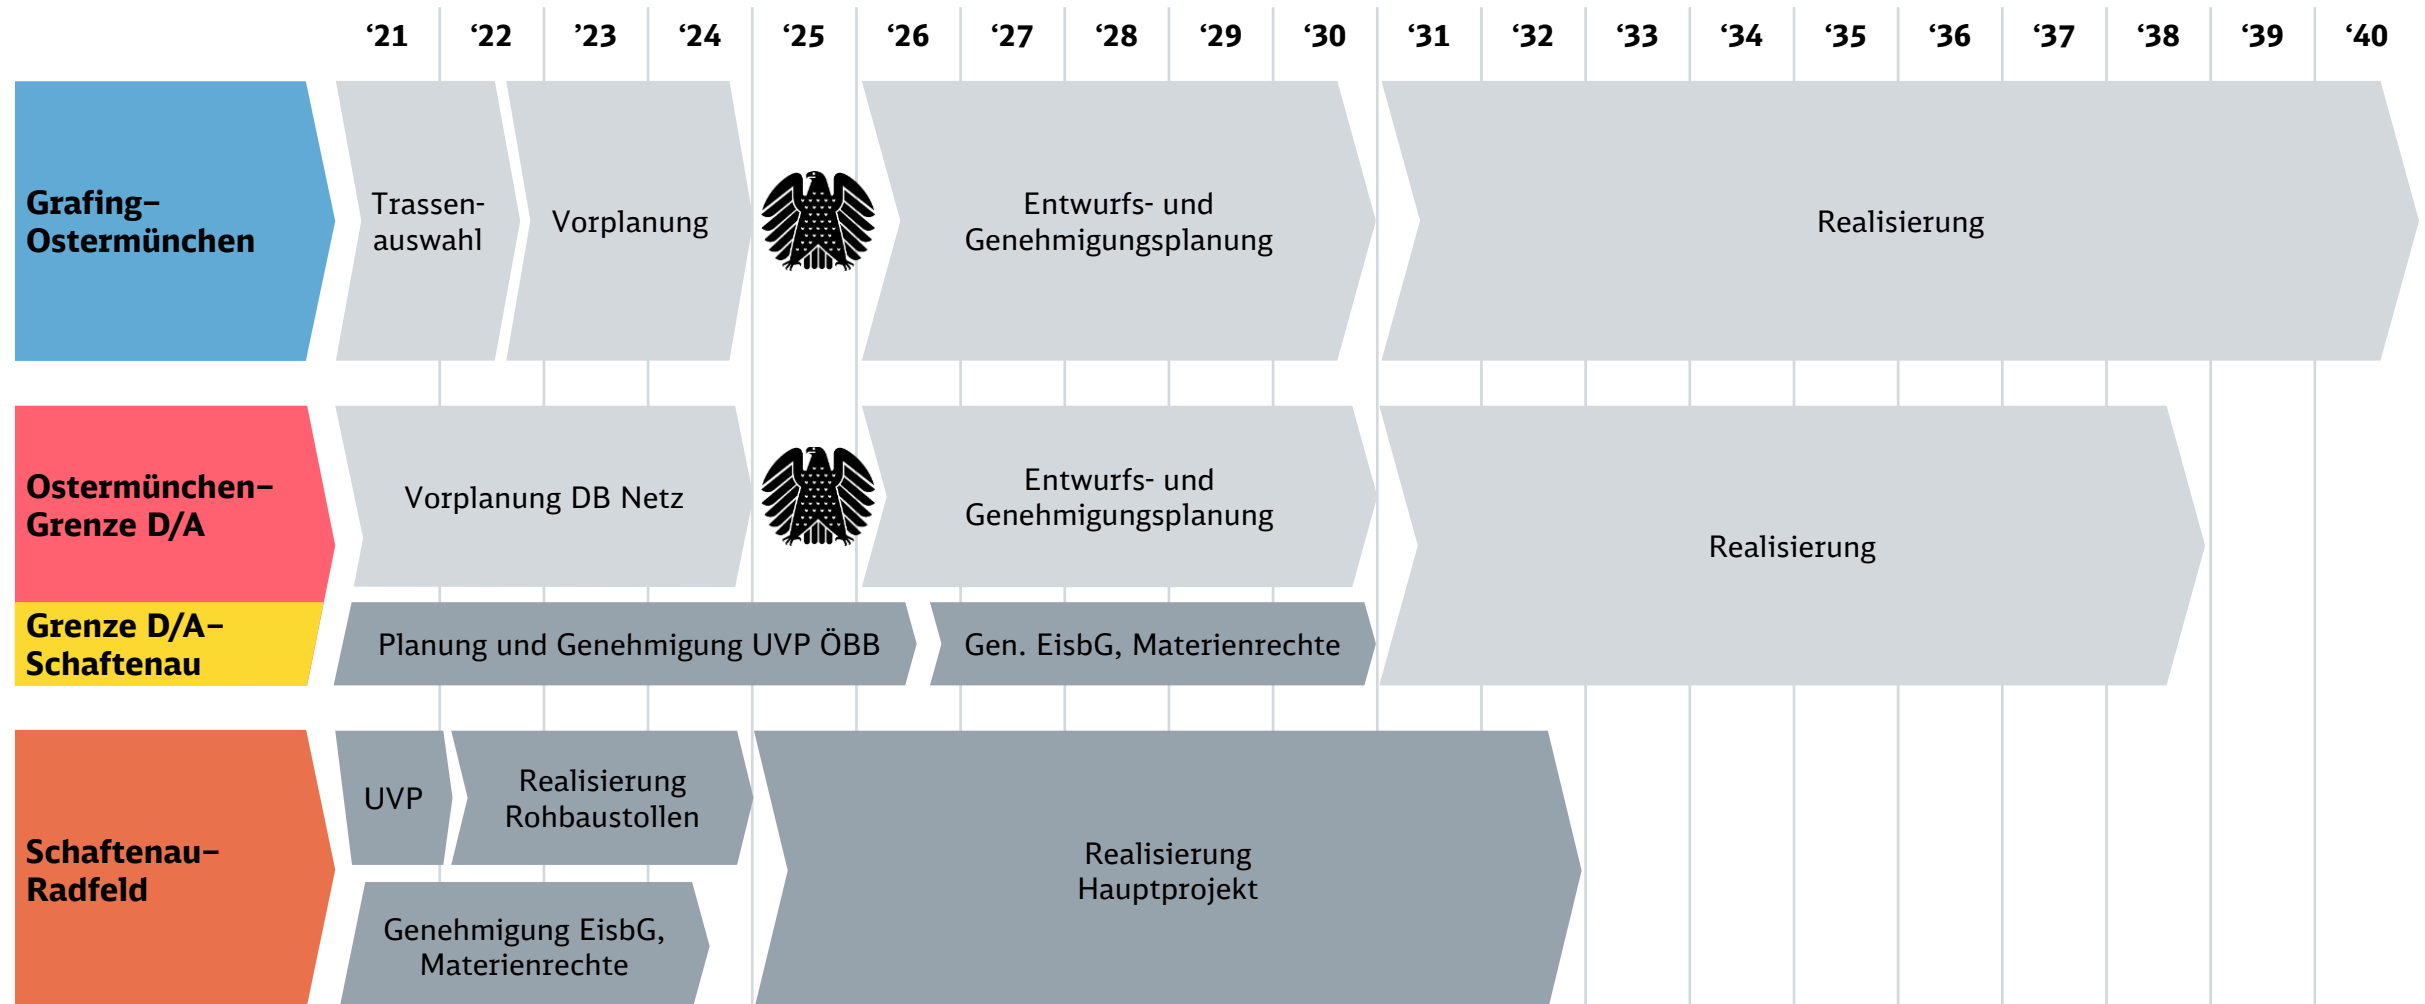 ‘21 ‘22 ’23 ‘24 ‘25 ‘26 ‘27 ‘28 ‘29 ‘30 ‘31 ‘32 ‘33 ‘34 ‘35 ‘36 ‘37 ‘38 ‘39 ‘40
Grafing–
Ostermünchen
Trassen-
auswahl
Vorplanung
Entwurfs- und
Genehmigungsplanung
Realisierung
Ostermünchen–
Grenze D/A
Vorplanung DB Netz
Entwurfs- und
Genehmigungsplanung
Realisierung
Grenze D/A–
Schaftenau
Planung und Genehmigung UVP ÖBB
Gen. EisbG, Materienrechte
Schaftenau–
Radfeld
UVP
Realisierung
Rohbaustollen
Genehmigung EisbG,
Materienrechte
Realisierung
Hauptprojekt